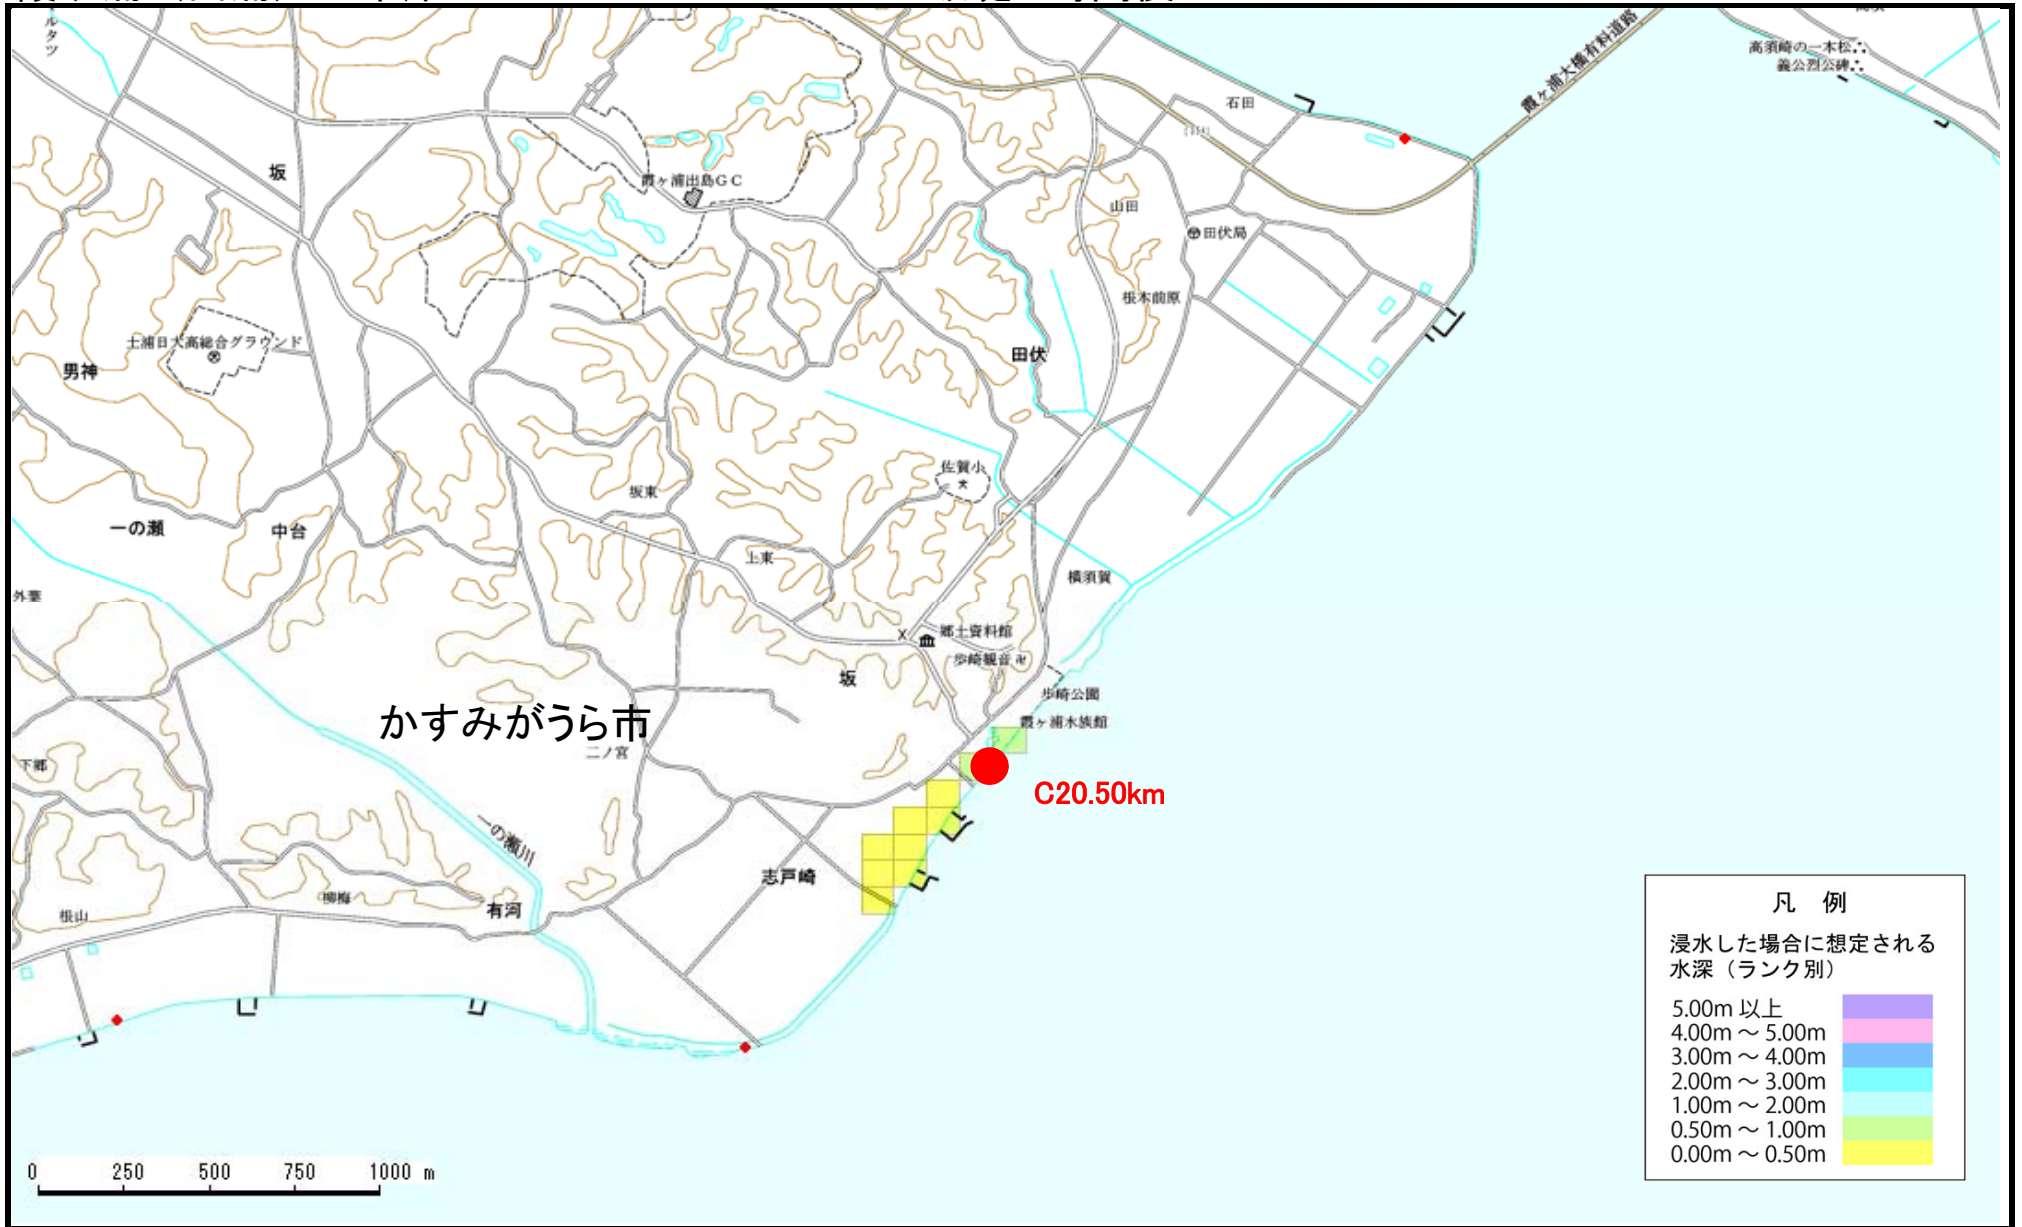 タツ
高須崎の一本松
義公烈公碑
霞ヶ浦大橋有料道路
石田
坂
霞ヶ浦出島GC
山田
田伏局
根木前原
土浦日大高総合グラウンド
男神
田伏
佐賀小
坂東
一の瀬
中台
上東
横須賀
外輩
郷土資料館
歩崎観音
坂
歩崎公園
かすみがうら市
霞ヶ浦水族館
二ノ宮
下郷
C20.50km
一の瀬川
志戸崎
柳梅
有河
根山
凡 例
浸水した場合に想定される
水深（ランク別）
5.00m 以上
4.00m ～ 5.00m
3.00m ～ 4.00m
2.00m ～ 3.00m
1.00m ～ 2.00m
0.50m ～ 1.00m
0.00m ～ 0.50m
0 250 500 750 1000 m